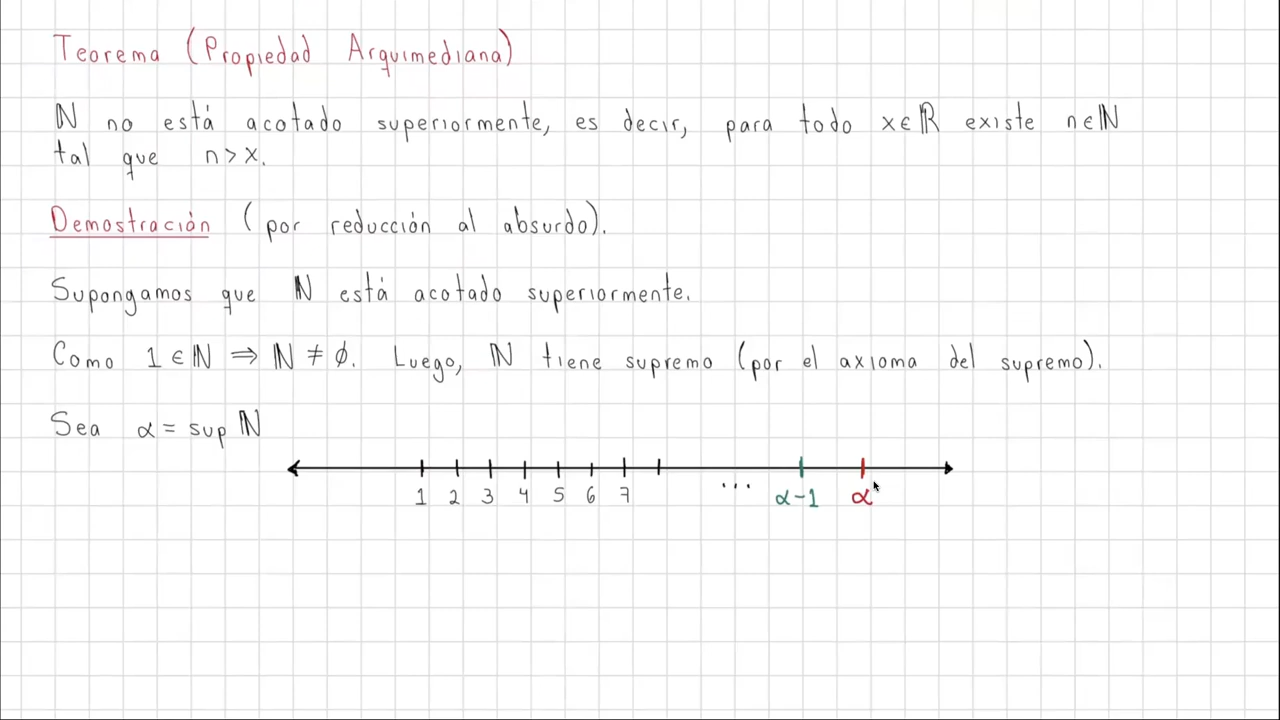 Teorema (Propiedad Arquimediana)
ℕ no está acotado superiormente, es decir, para todo x∈ℝ existe n∈ℕ
tal que n>x.
Demostración (por reducción al absurdo).
Supongamos que ℕ está acotado superiormente.
Como 1∈ℕ ⇒ ℕ ≠ ∅. Luego, ℕ tiene supremo (por el axioma del supremo).
Sea α = sup ℕ
1 2 3 4 5 6 7 ... α-1 α